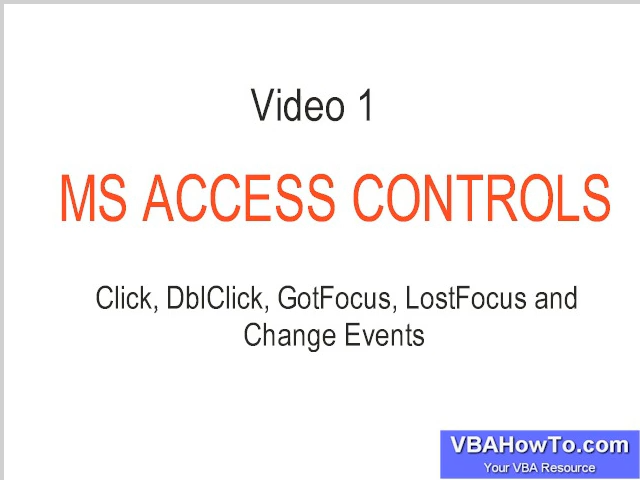 Video 1
MS ACCESS CONTROLS
Click, DblClick, GotFocus, LostFocus and
Change Events
VBAHowTo.com
Your VBA Resource